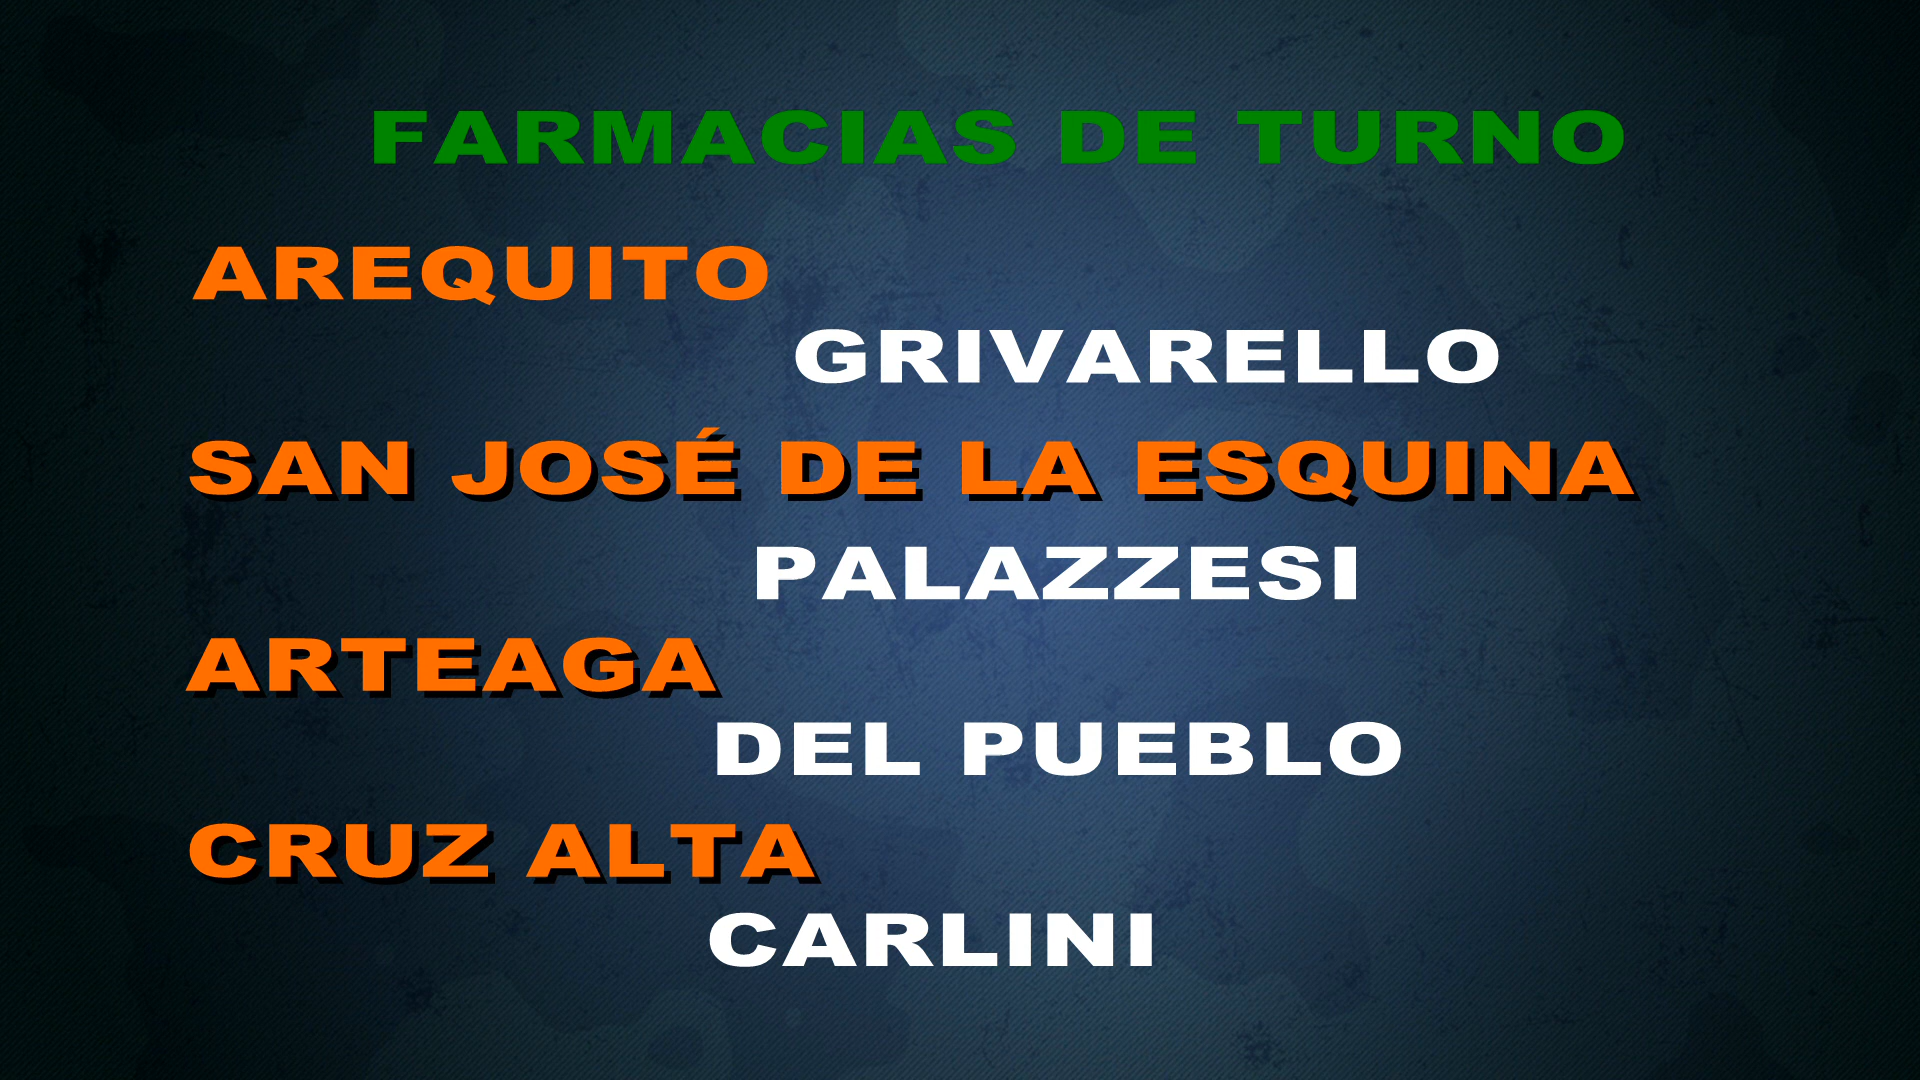 FARMACIAS DE TURNO
AREQUITO
GRIVARELLO
SAN JOSÉ DE LA ESQUINA
PALAZZESI
ARTEAGA
DEL PUEBLO
CRUZ ALTA
CARLINI